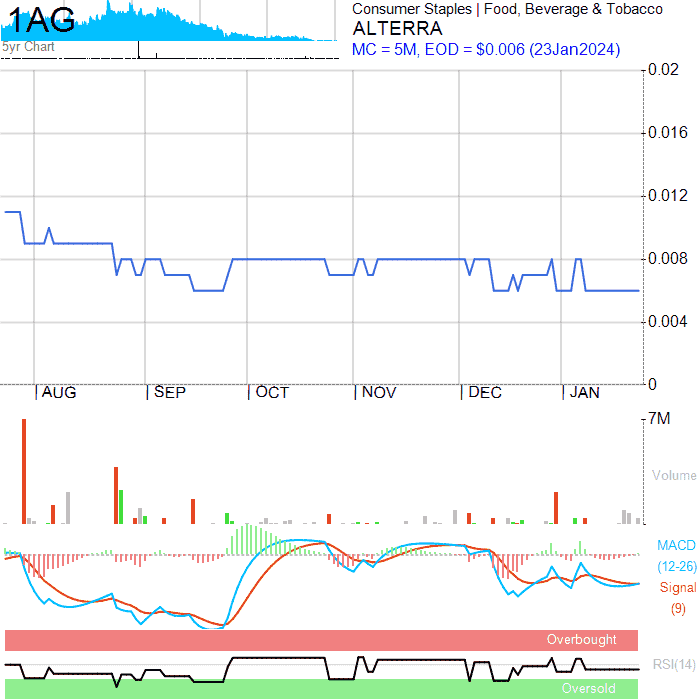 1AG
5yr Chart
Consumer Staples | Food, Beverage & Tobacco
ALTERRA
MC = 5M, EOD = $0.006 (23Jan2024)
0.02
0.016
0.012
0.008
0.004
0
AUG SEP OCT NOV DEC JAN
7M
Volume
MACD
(12-26)
Signal
(9)
Overbought
RSI(14)
Oversold